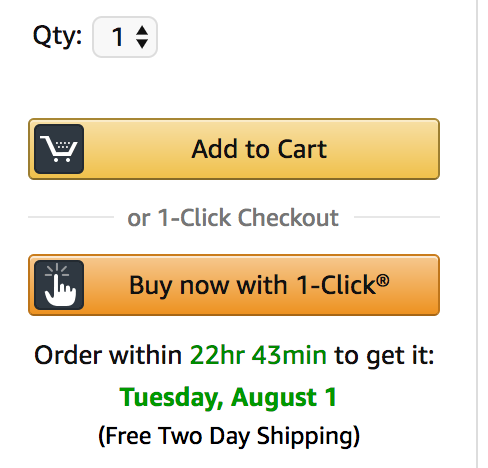 Qty: 1
Add to Cart
or 1-Click Checkout
Buy now with 1-Click®
Order within 22hr 43min to get it:
Tuesday, August 1
(Free Two Day Shipping)